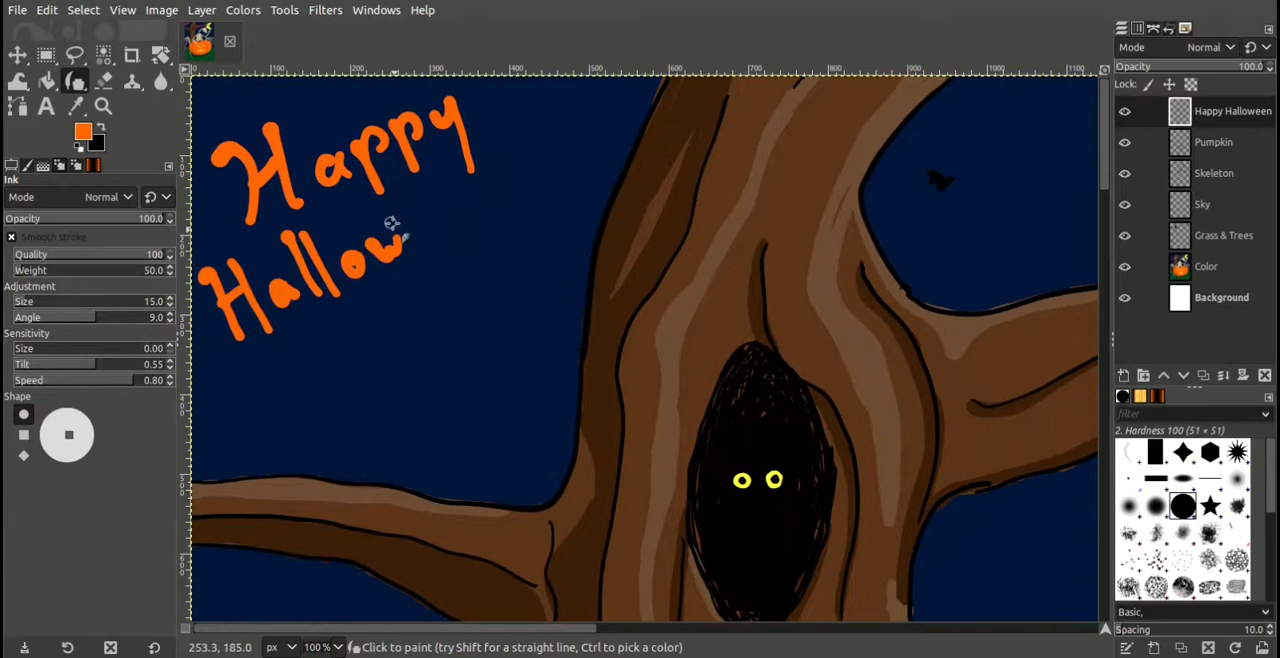 File Edit Select View Image Layer Colors Tools Filters Windows Help
Happy
Hallow
Ink
Mode Normal
Opacity 100.0
Smooth stroke
Quality 100
Weight 50.0
Adjustment
Size 15.0
Angle 9.0
Sensitivity
Size 0.00
Tilt 0.55
Speed 0.80
Shape
Mode Normal
Opacity 100.0
Lock:
Happy Halloween
Pumpkin
Skeleton
Sky
Grass & Trees
Color
Background
filter
2. Hardness 100 (51 × 51)
Basic,
Spacing 10.0
253.3, 185.0 px 100% Click to paint (try Shift for a straight line, Ctrl to pick a color)